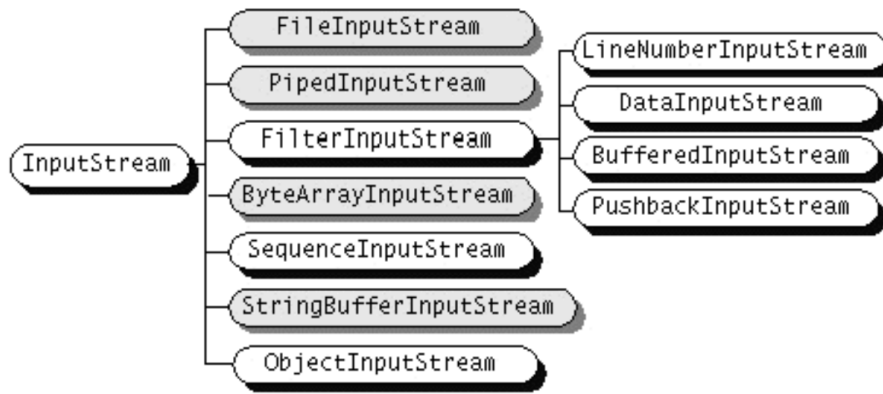 InputStream
FileInputStream
PipedInputStream
FilterInputStream
ByteArrayInputStream
SequenceInputStream
StringBufferInputStream
ObjectInputStream
LineNumberInputStream
DataInputStream
BufferedInputStream
PushbackInputStream